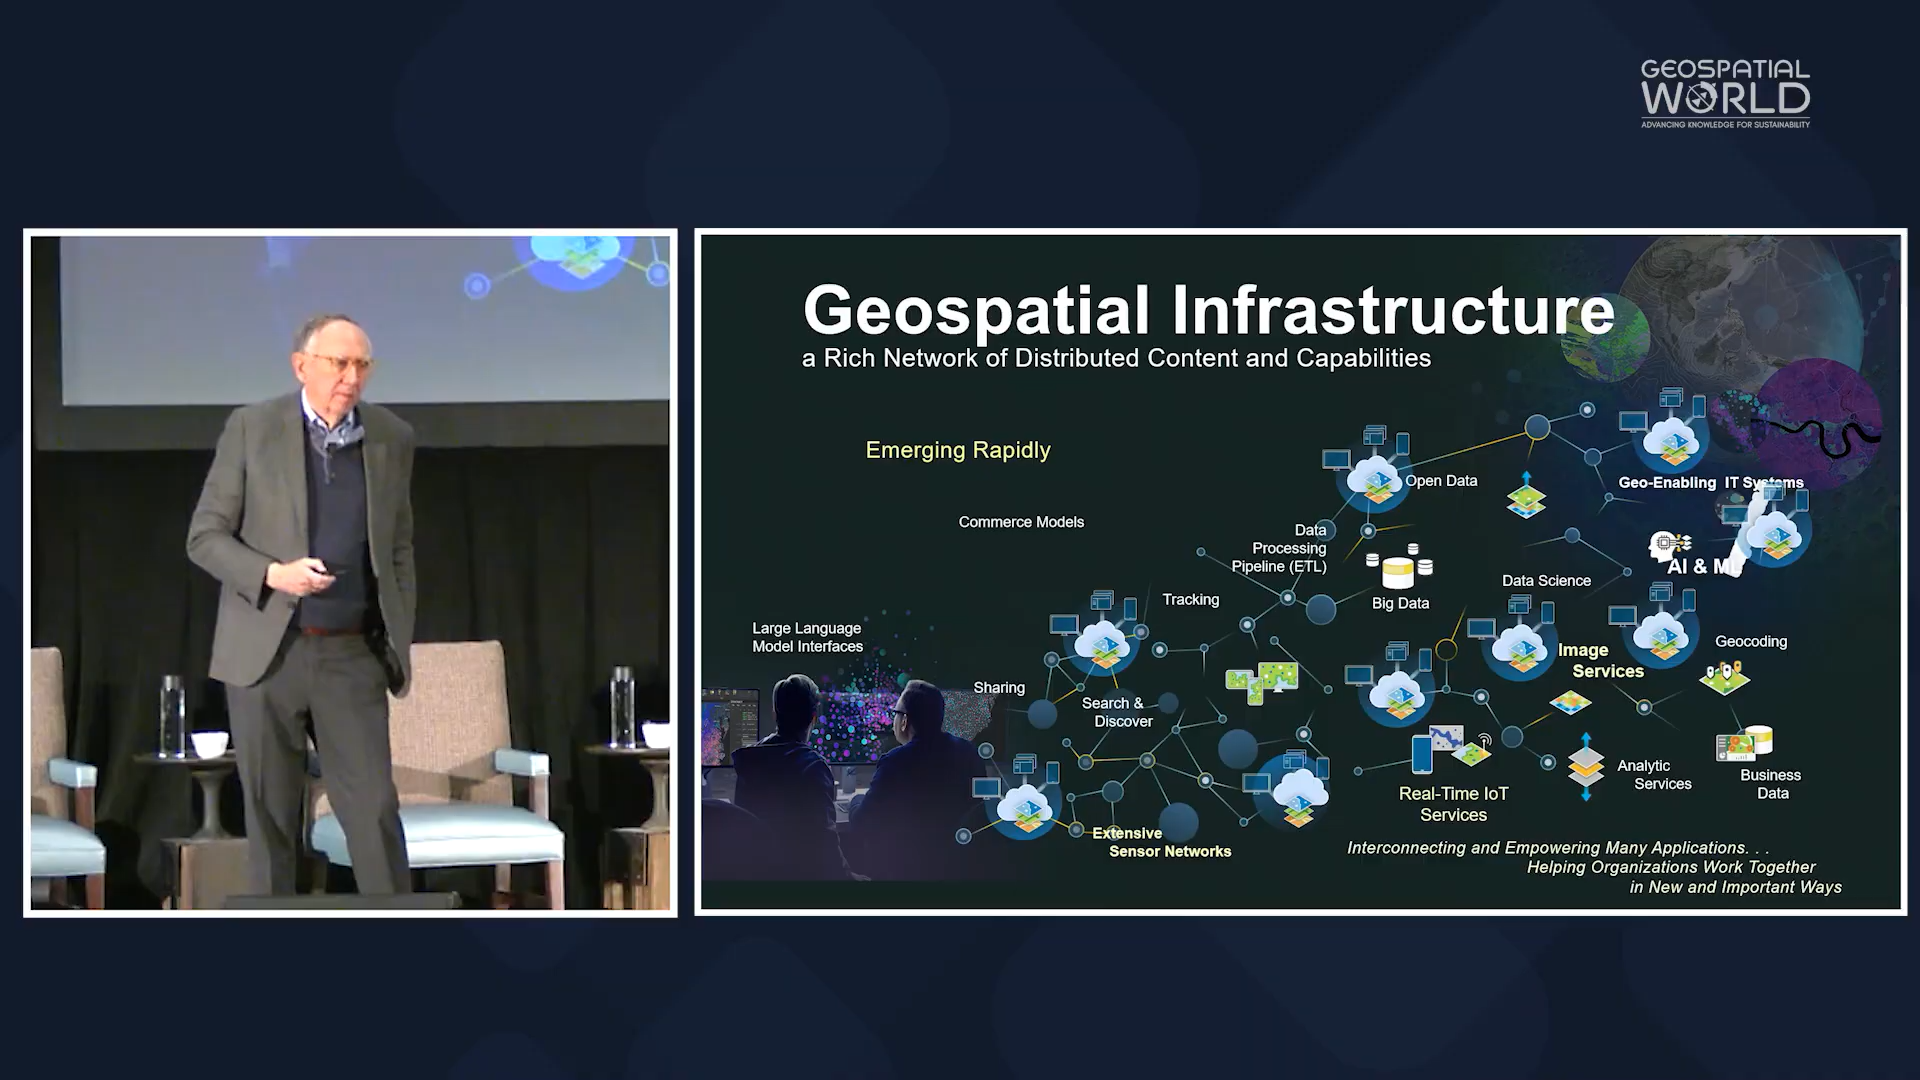 GEOSPATIAL
WORLD
ADVANCING KNOWLEDGE FOR SUSTAINABILITY
Geospatial Infrastructure
a Rich Network of Distributed Content and Capabilities
Emerging Rapidly
Open Data
Geo-Enabling IT Systems
Commerce Models
Data
Processing
Pipeline (ETL)
AI & ML
Data Science
Big Data
Tracking
Large Language
Model Interfaces
Image
Services
Geocoding
Sharing
Search &
Discover
Analytic
Services
Business
Data
Real-Time IoT
Services
Extensive
Sensor Networks
Interconnecting and Empowering Many Applications. . .
Helping Organizations Work Together
in New and Important Ways